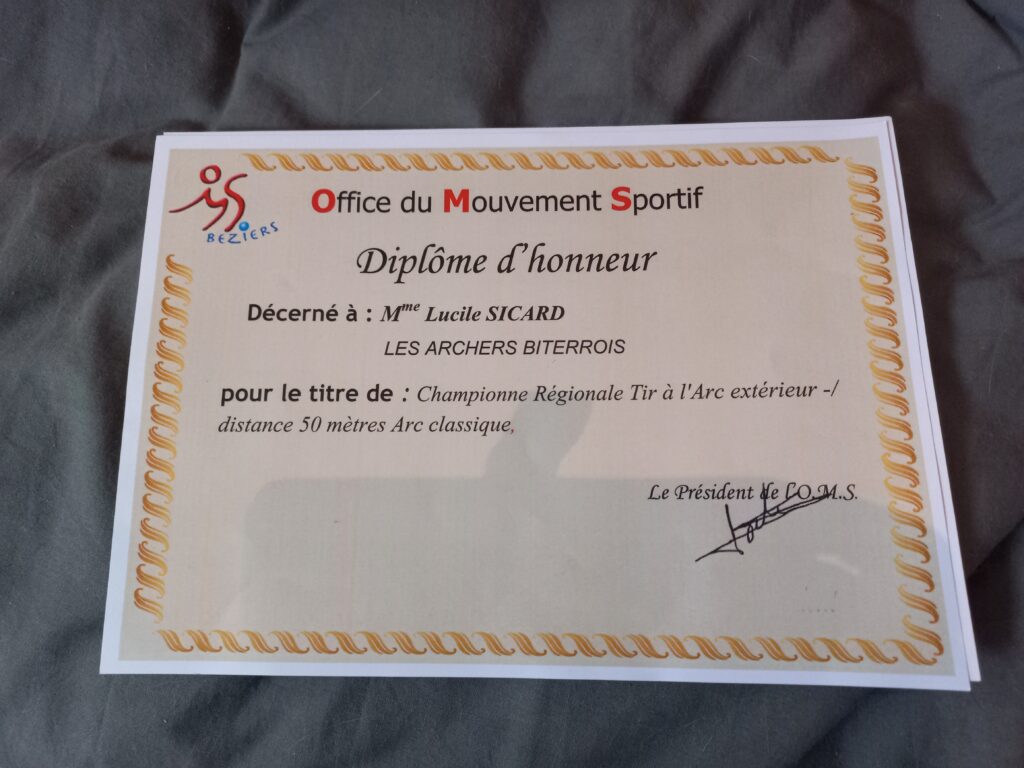 BEZIERS
Office du Mouvement Sportif
Diplôme d'honneur
Décerné à : Mme Lucile SICARD
LES ARCHERS BITERROIS
pour le titre de : Championne Régionale Tir à l'Arc extérieur -/
distance 50 mètres Arc classique,
Le Président de l'O.M.S.